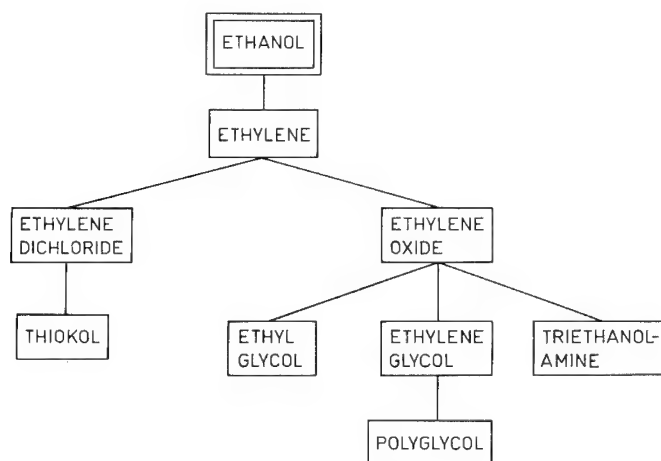 ETHANOL
ETHYLENE
ETHYLENE
DICHLORIDE
ETHYLENE
OXIDE
THIOKOL
ETHYL
GLYCOL
ETHYLENE
GLYCOL
TRIETHANOL-
AMINE
POLYGLYCOL